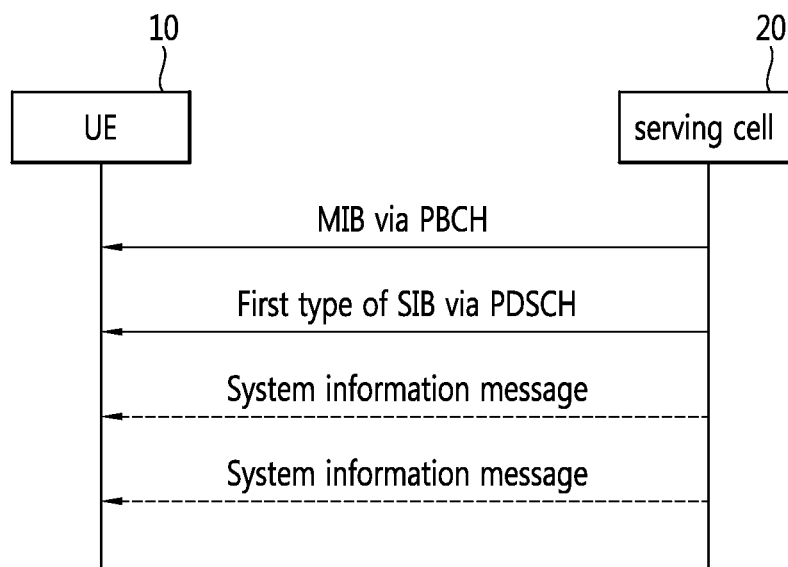 10
20
UE
serving cell
MIB via PBCH
First type of SIB via PDSCH
System information message
System information message